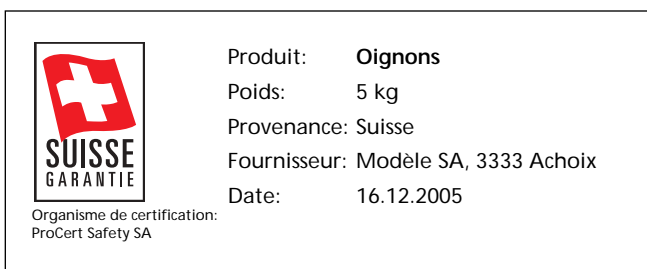 SUISSE
GARANTIE
Organisme de certification:
ProCert Safety SA
Produit: Oignons
Poids: 5 kg
Provenance: Suisse
Fournisseur: Modèle SA, 3333 Achoix
Date: 16.12.2005